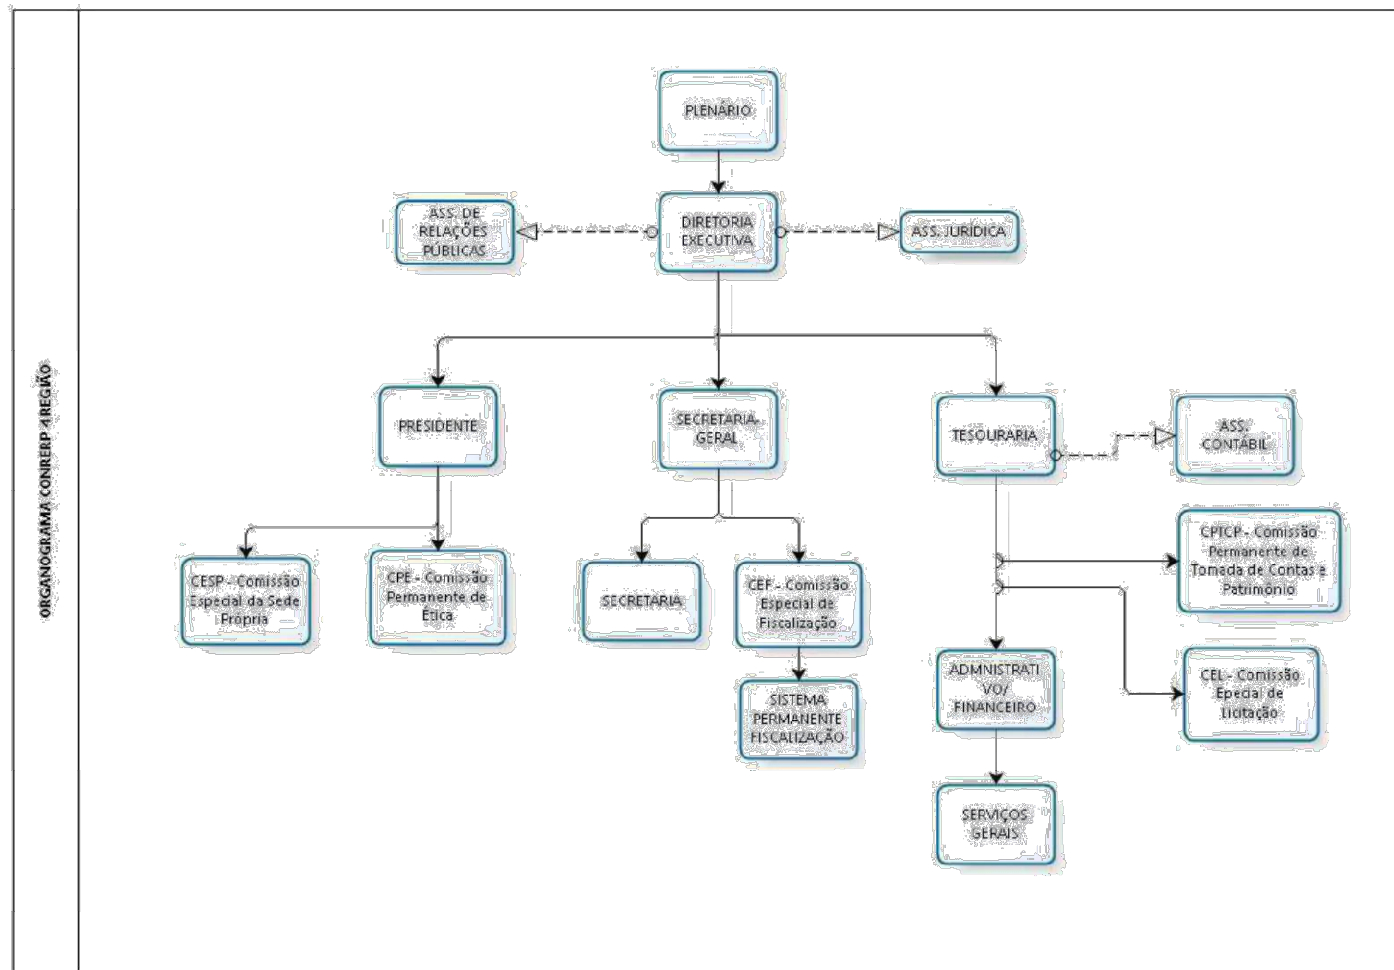 ORGANOGRAMA CONRERP 4REGIÃO
PLENÁRIO
ASS. DE
RELAÇÕES
PÚBLICAS
DIRETORIA
EXECUTIVA
ASS. JURÍDICA
PRESIDENTE
SECRETARIA-
GERAL
TESOURARIA
ASS.
CONTÁBIL
CESP - Comissão
Especial da Sede
Própria
CPE - Comissão
Permanente de
Ética
SECRETÁRIA
CEF - Comissão
Especial de
Fiscalização
CPTCP - Comissão
Permanente de
Tomada de Contas e
Patrimônio
SISTEMA
PERMANENTE
FISCALIZAÇÃO
ADMNISTRATI
VO/
FINANCEIRO
CEL - Comissão
Epecial de
Licitação
SERVIÇOS
GERAIS